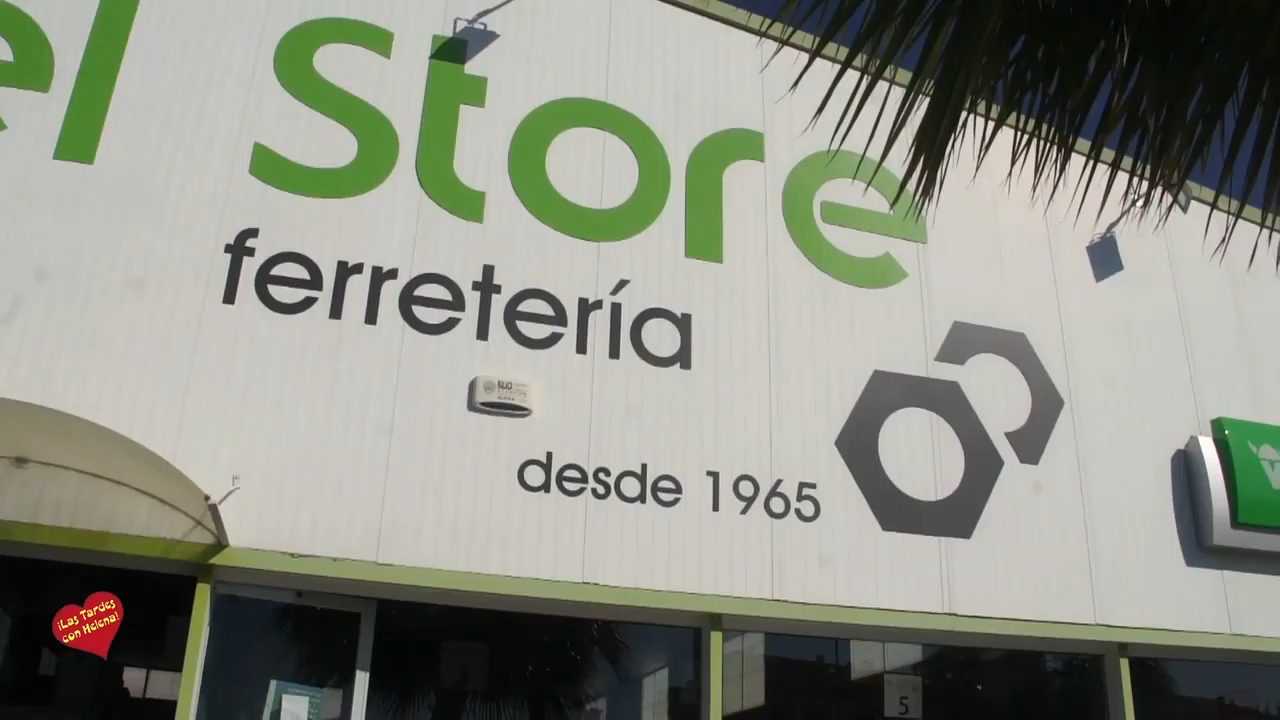 el Store
ferretería
desde 1965
¡Las Tardes
con Helena!
5